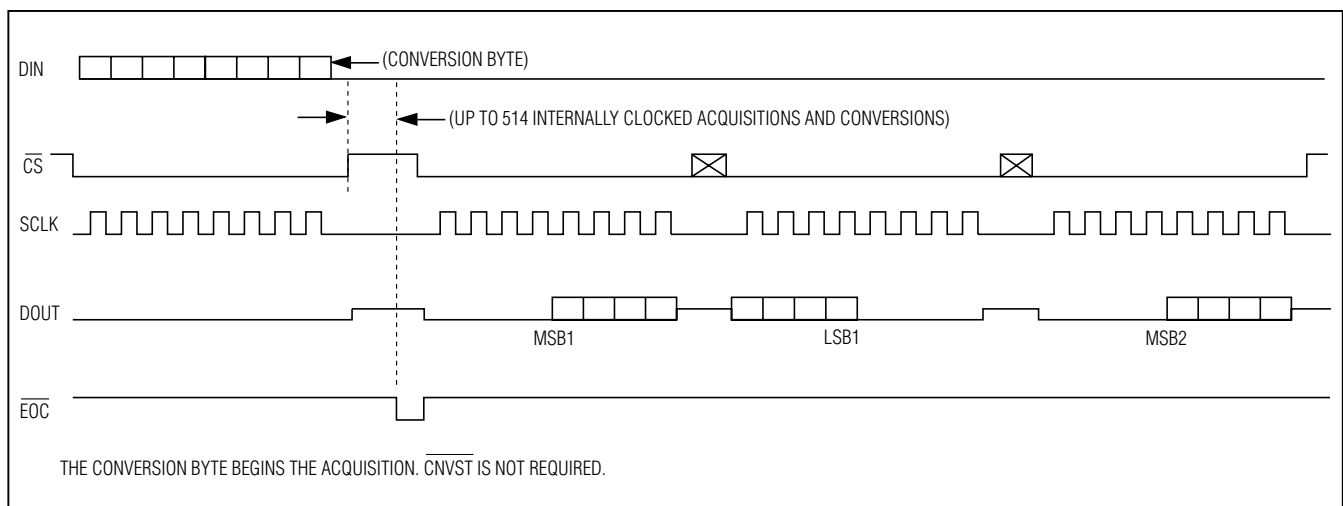 DIN
(CONVERSION BYTE)
(UP TO 514 INTERNALLY CLOCKED ACQUISITIONS AND CONVERSIONS)
CS
SCLK
DOUT
MSB1
LSB1
MSB2
EOC
THE CONVERSION BYTE BEGINS THE ACQUISITION. CNVST IS NOT REQUIRED.